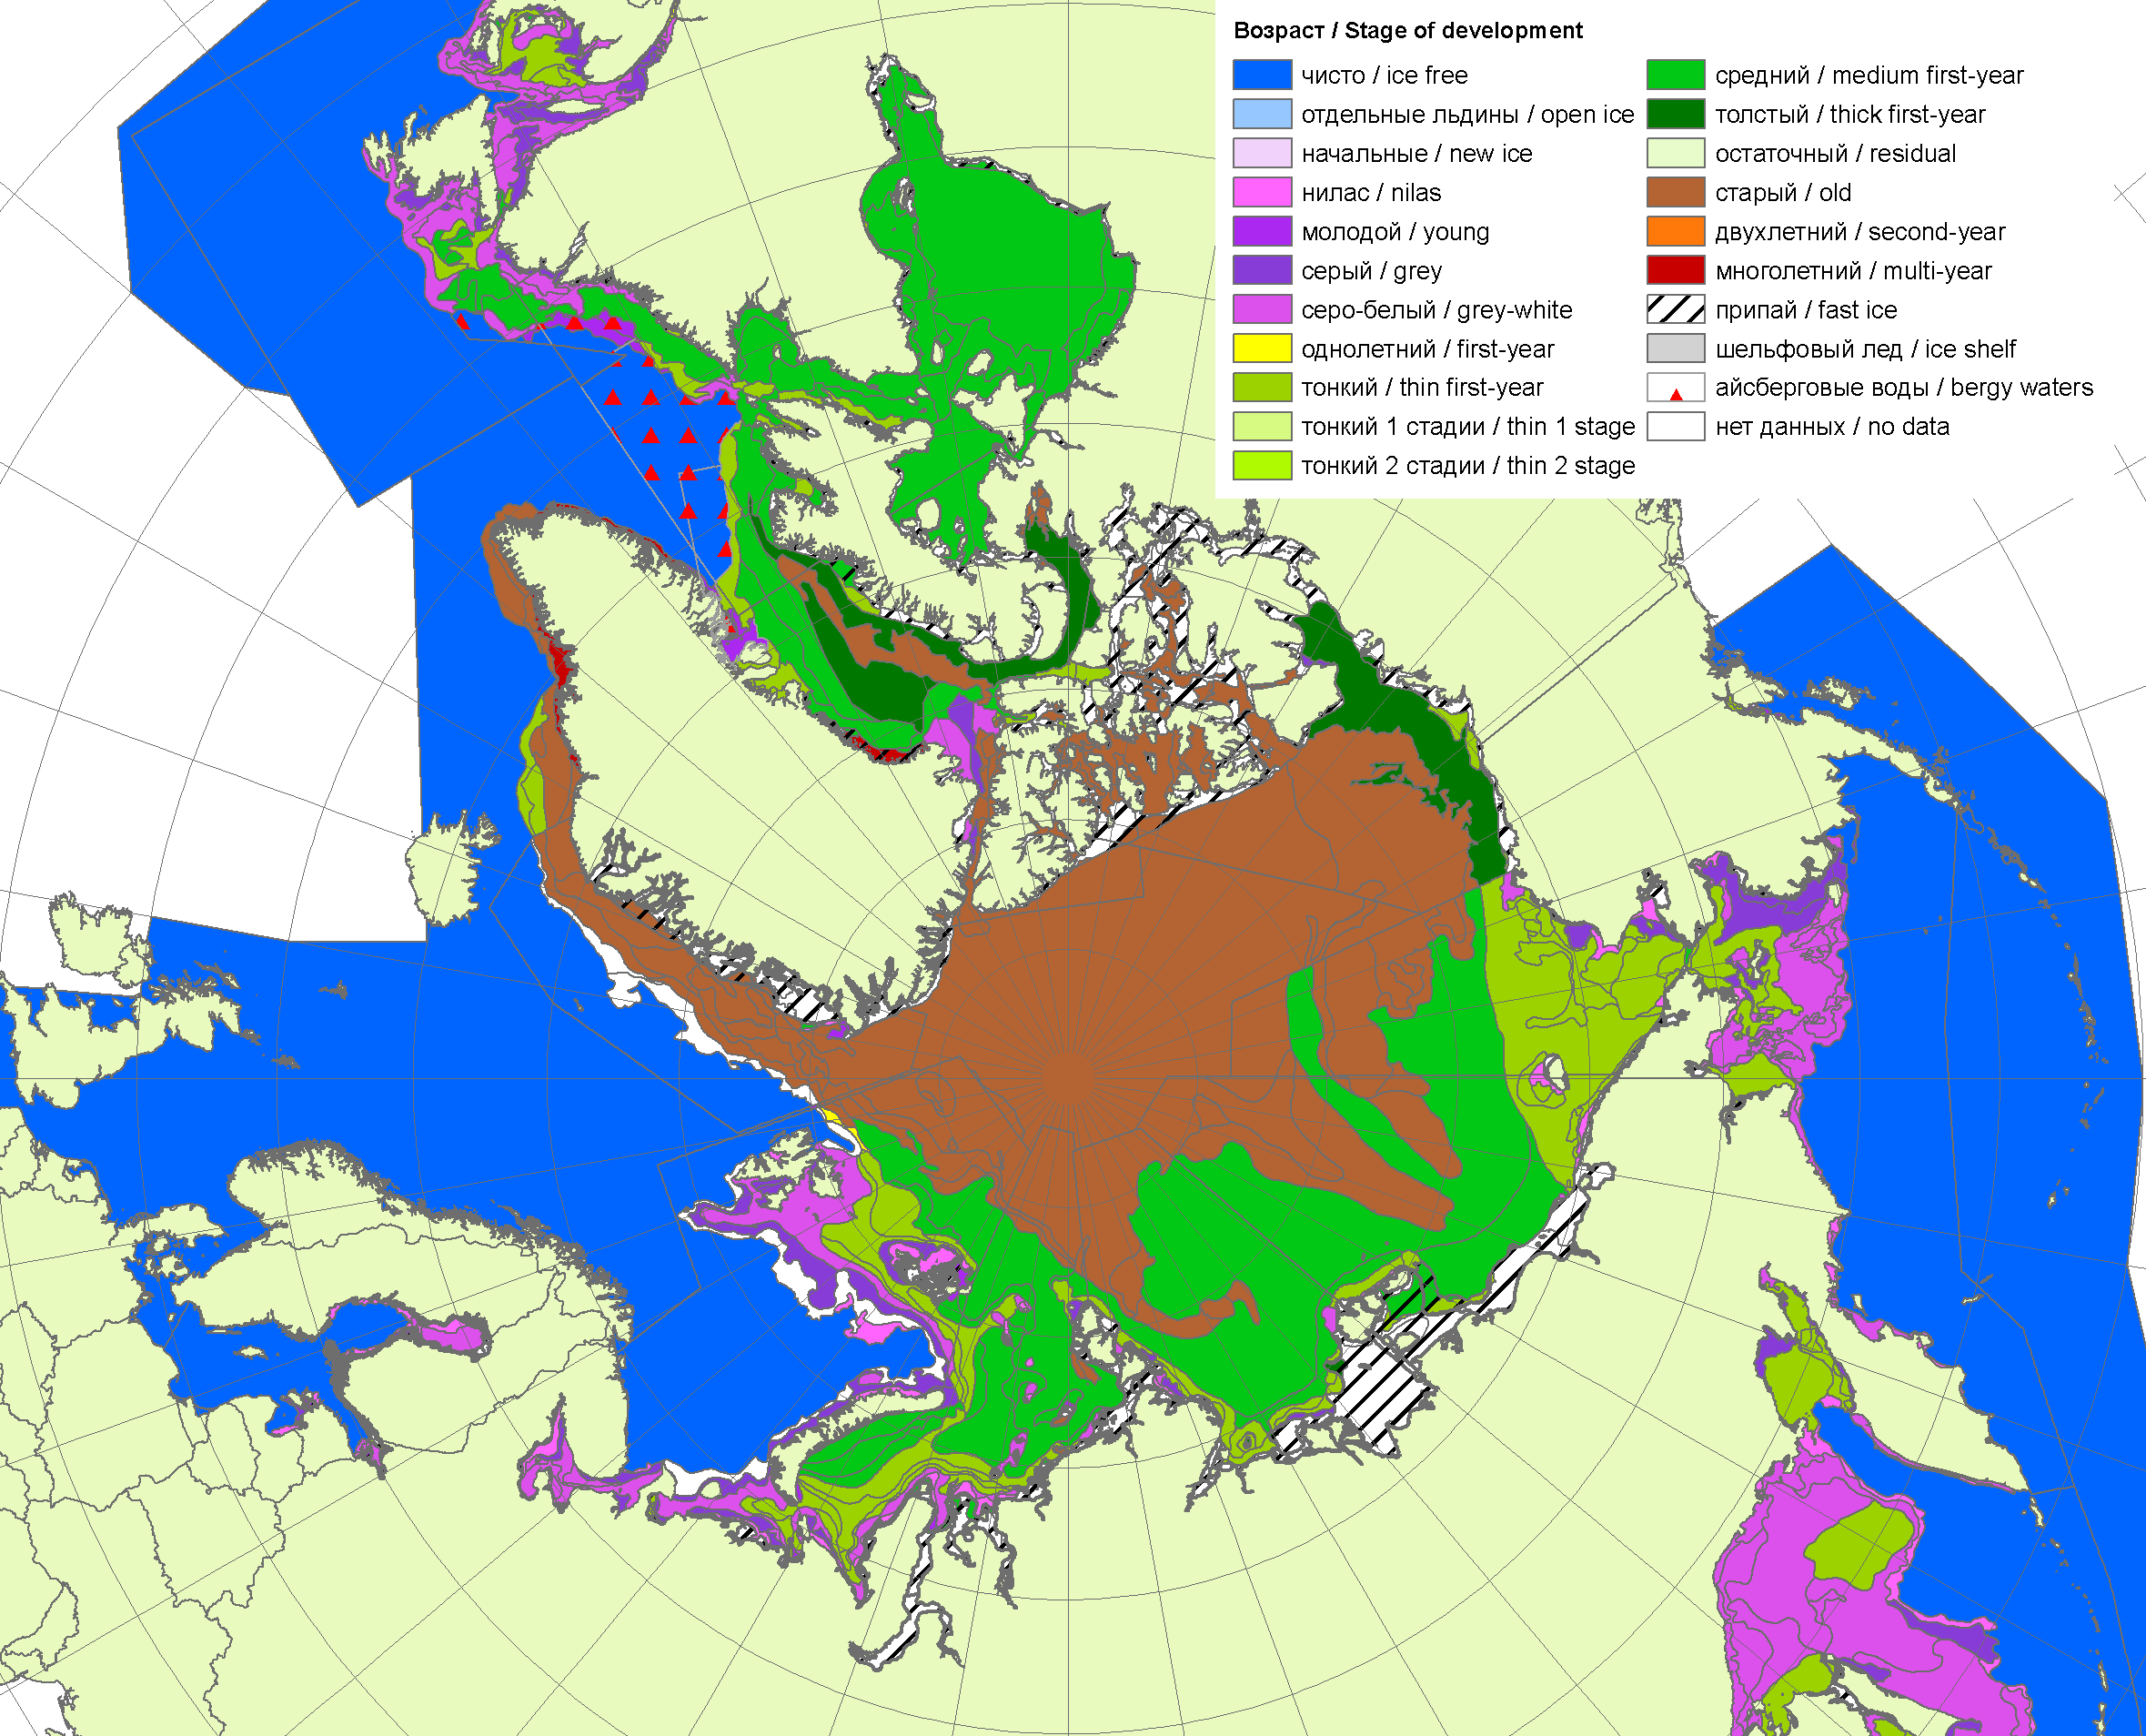 Возраст / Stage of development
чисто / ice free
отдельные льдины / open ice
начальные / new ice
нилас / nilas
молодой / young
серый / grey
серо-белый / grey-white
однолетний / first-year
тонкий / thin first-year
тонкий 1 стадии / thin 1 stage
тонкий 2 стадии / thin 2 stage
средний / medium first-year
толстый / thick first-year
остаточный / residual
старый / old
двухлетний / second-year
многолетний / multi-year
припай / fast ice
шельфовый лед / ice shelf
айсберговые воды / bergy waters
нет данных / no data